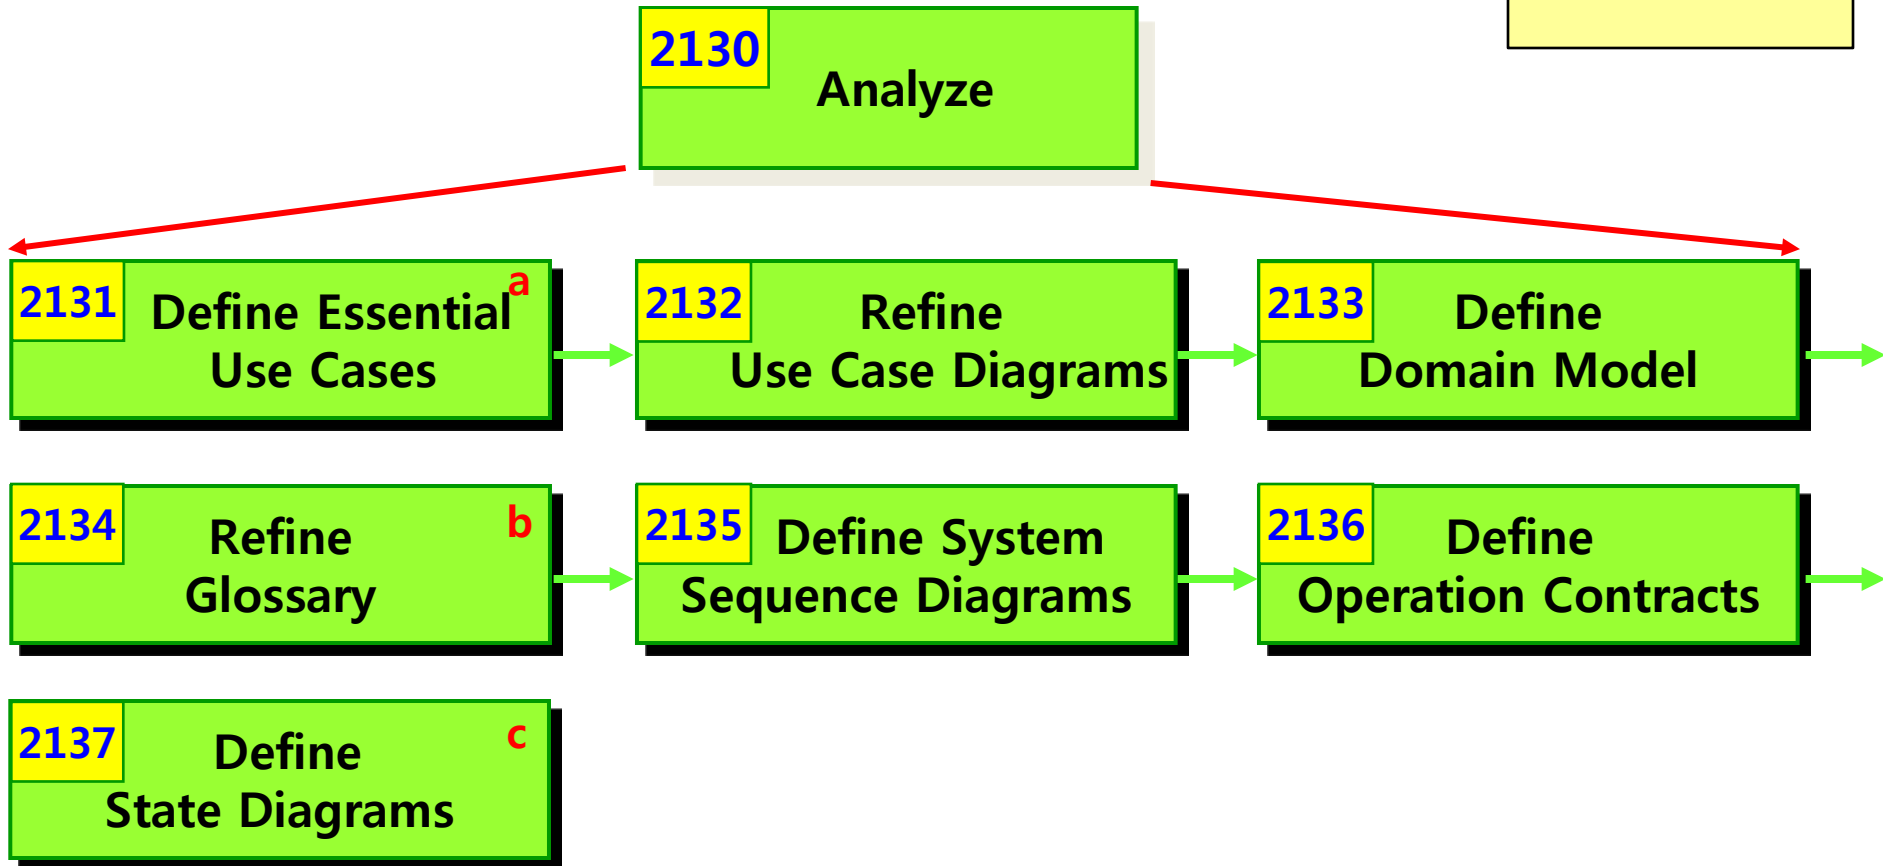 2130
Analyze
2131
Define Essential
a
Use Cases
2132
Refine
Use Case Diagrams
2133
Define
Domain Model
2134
Refine
b
Glossary
2135
Define System
Sequence Diagrams
2136
Define
Operation Contracts
2137
Define
c
State Diagrams